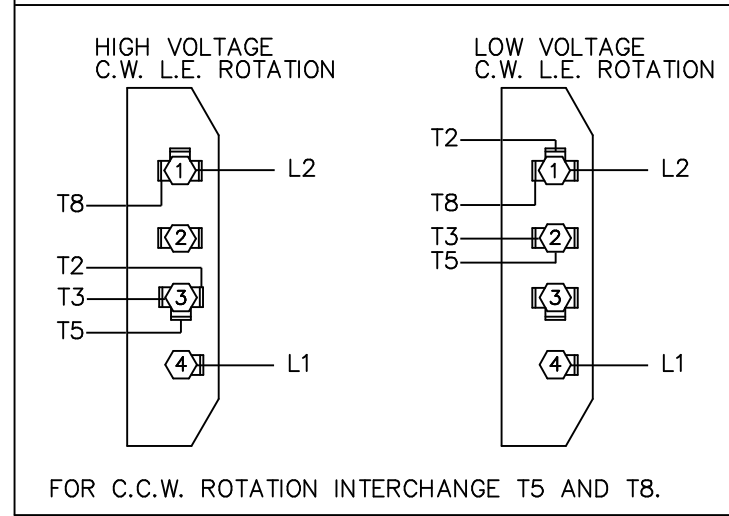 HIGH VOLTAGE
C.W. L.E. ROTATION
1
L2
T8
2
T2
T3
3
T5
4
L1
LOW VOLTAGE
C.W. L.E. ROTATION
T2
1
L2
T8
T3
2
T5
3
4
L1
FOR C.C.W. ROTATION INTERCHANGE T5 AND T8.